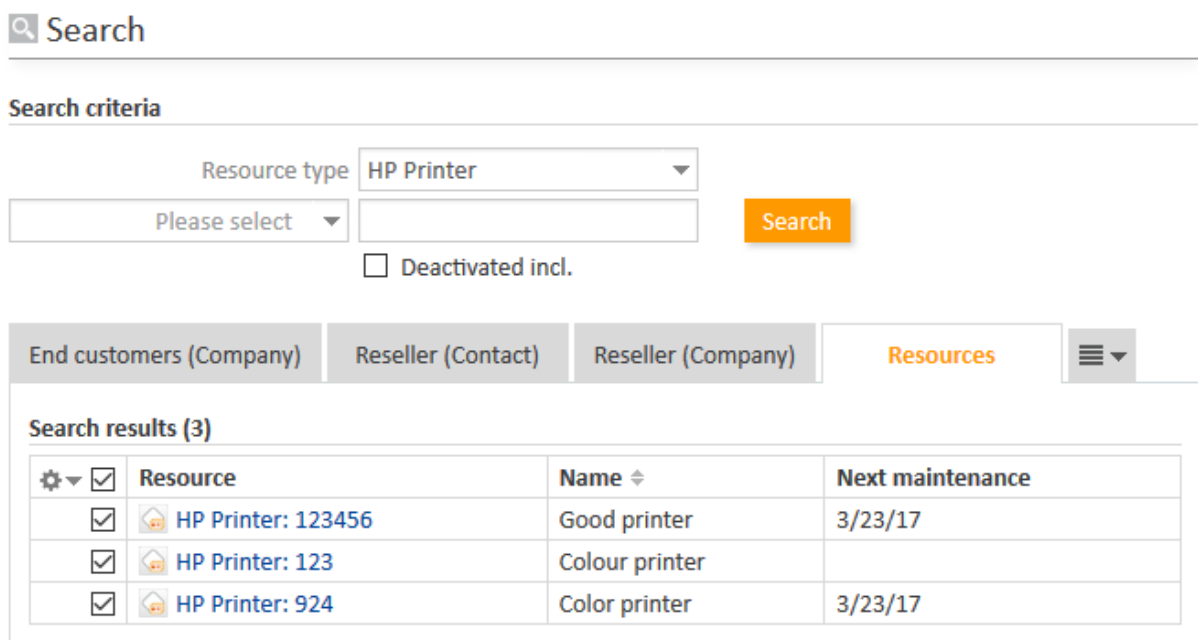 Search
Search criteria
Resource type HP Printer
Please select Search
Deactivated incl.
End customers (Company) Reseller (Contact) Reseller (Company) Resources
Search results (3)
Resource Name Next maintenance
HP Printer: 123456 Good printer 3/23/17
HP Printer: 123 Colour printer
HP Printer: 924 Color printer 3/23/17